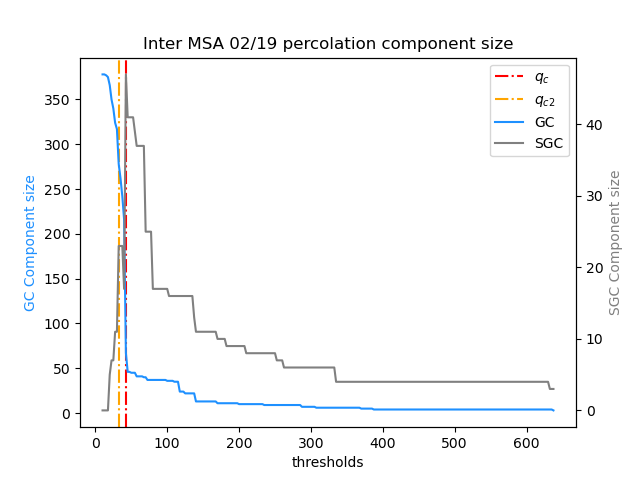 Inter MSA 02/19 percolation component size
GC Component size
350
300
250
200
150
100
50
0
q_c
q_c2
GC
SGC
40
30
20
10
0
SGC Component size
0 100 200 300 400 500 600
thresholds